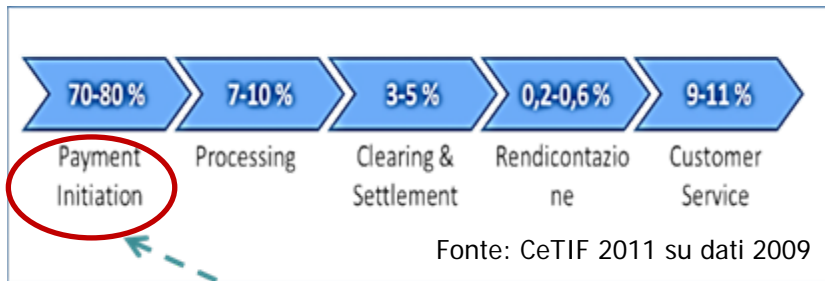 70-80 %
7-10 %
3-5 %
0,2-0,6 %
9-11 %
Payment
Initiation
Processing
Clearing &
Settlement
Rendicontazio
ne
Customer
Service
Fonte: CeTIF 2011 su dati 2009